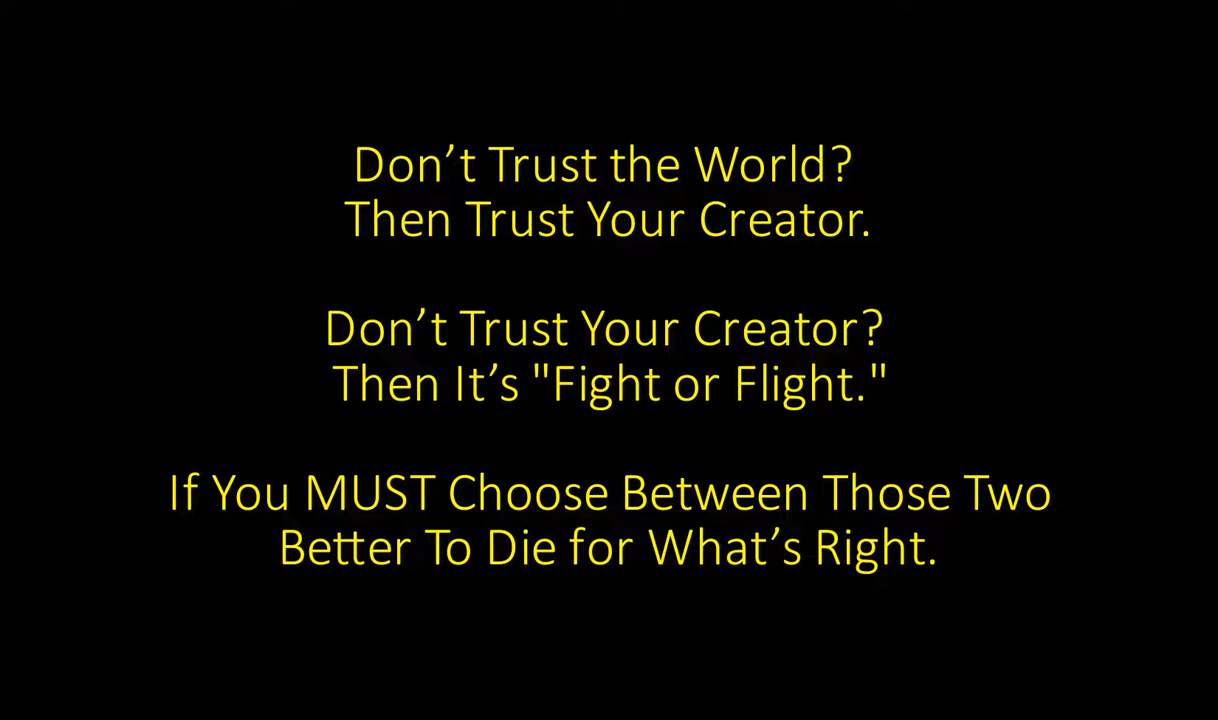 Don’t Trust the World?
Then Trust Your Creator.
Don’t Trust Your Creator?
Then It’s "Fight or Flight."
If You MUST Choose Between Those Two
Better To Die for What’s Right.